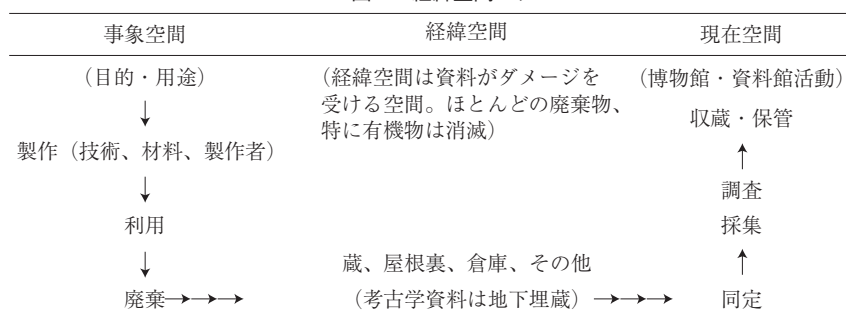 事象空間 経緯空間 現在空間
（目的・用途） （経緯空間は資料がダメージを （博物館・資料館活動）
受ける空間。ほとんどの廃棄物、
収蔵・保管
特に有機物は消滅）
製作（技術、材料、製作者）
調査
利用 採集
蔵、屋根裏、倉庫、その他
廃棄→→→ （考古学資料は地下埋蔵）→→→ 同定